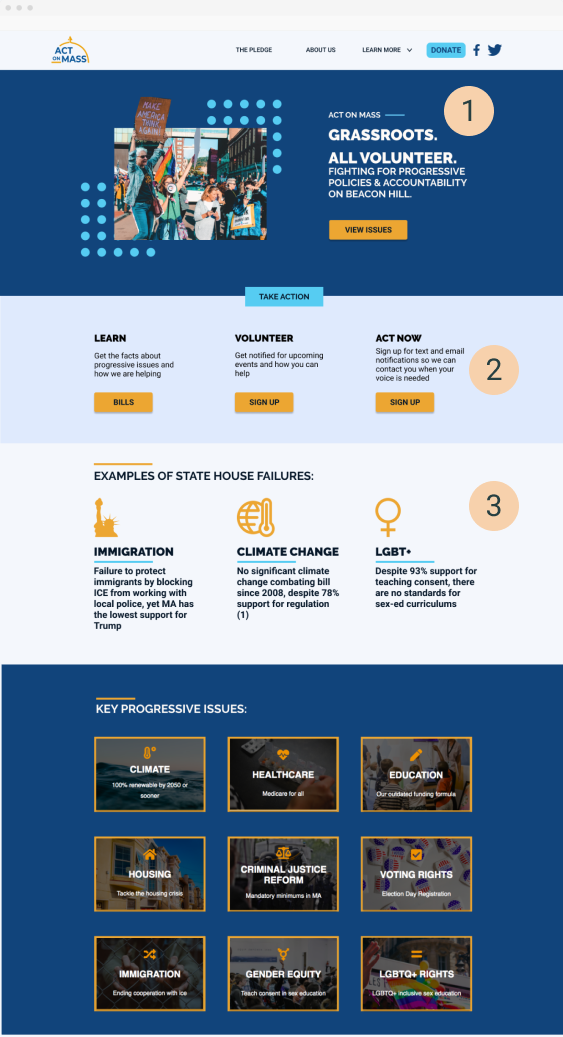 ACT
ON MASS
THE PLEDGE
ABOUT US
LEARN MORE
DONATE
MAKE
AMERICA
THINK
AGAIN!
ACT ON MASS
1
GRASSROOTS.
ALL VOLUNTEER.
FIGHTING FOR PROGRESSIVE
POLICIES & ACCOUNTABILITY
ON BEACON HILL.
VIEW ISSUES
TAKE ACTION
LEARN
Get the facts about
progressive issues and
how we are helping
BILLS
VOLUNTEER
Get notified for upcoming
events and how you can
help
SIGN UP
ACT NOW
Sign up for text and email
notifications so we can
contact you when your
voice is needed
SIGN UP
2
EXAMPLES OF STATE HOUSE FAILURES:
3
IMMIGRATION
Failure to protect
immigrants by blocking
ICE from working with
local police, yet MA has
the lowest support for
Trump
CLIMATE CHANGE
No significant climate
change combating bill
since 2008, despite 78%
support for regulation
(1)
LGBT+
Despite 93% support for
teaching consent, there
are no standards for
sex-ed curriculums
KEY PROGRESSIVE ISSUES:
CLIMATE
100% renewable by 2050 or
sooner
HEALTHCARE
Medicare for all
EDUCATION
Our outdated funding formula
HOUSING
Tackle the housing crisis
CRIMINAL JUSTICE
REFORM
Mandatory minimums in MA
VOTING RIGHTS
Election Day Registration
IMMIGRATION
Ending cooperation with ice
GENDER EQUITY
Teach consent in sex education
LGBTQ+ RIGHTS
LGBTQ+ inclusive sex education